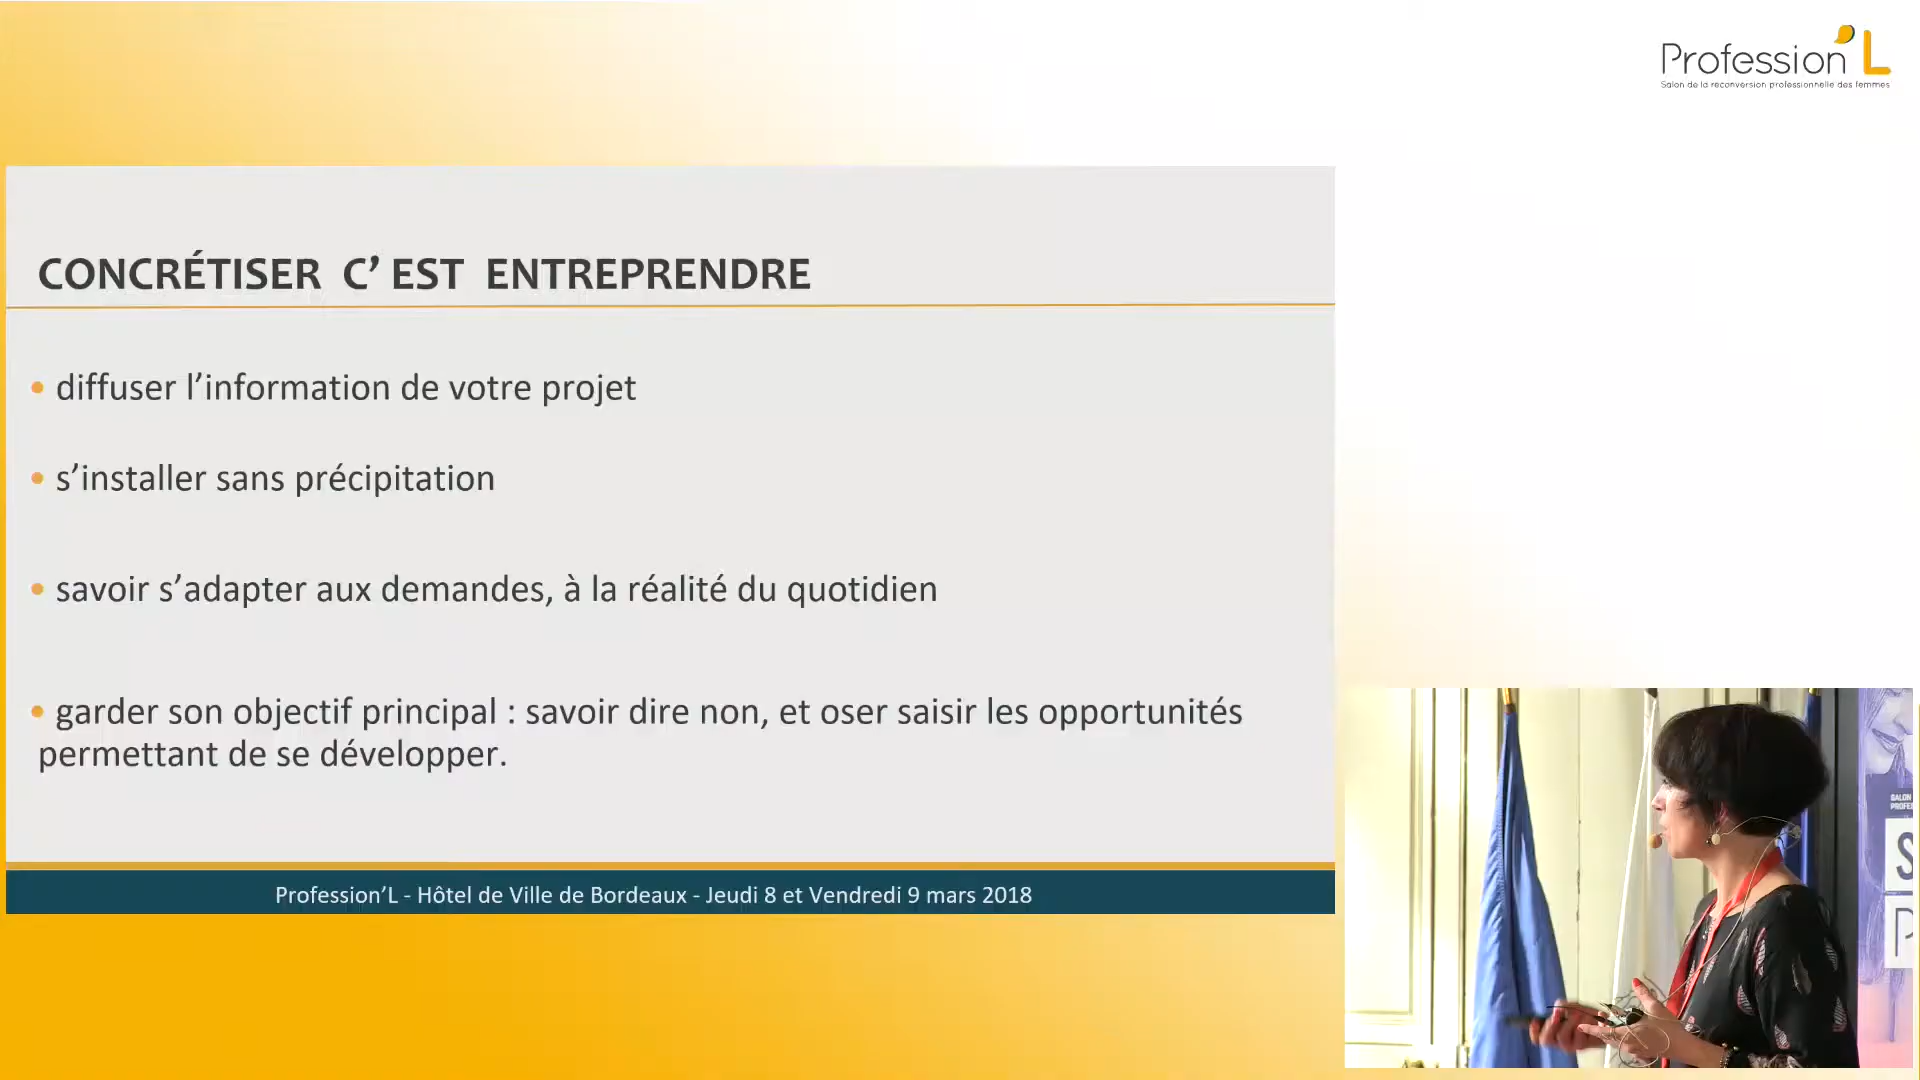 Profession'L
Salon de la reconversion professionnelle des femmes
CONCRÉTISER C’ EST ENTREPRENDRE
• diffuser l’information de votre projet
• s’installer sans précipitation
• savoir s’adapter aux demandes, à la réalité du quotidien
• garder son objectif principal : savoir dire non, et oser saisir les opportunités
permettant de se développer.
Profession’L - Hôtel de Ville de Bordeaux - Jeudi 8 et Vendredi 9 mars 2018
SALON